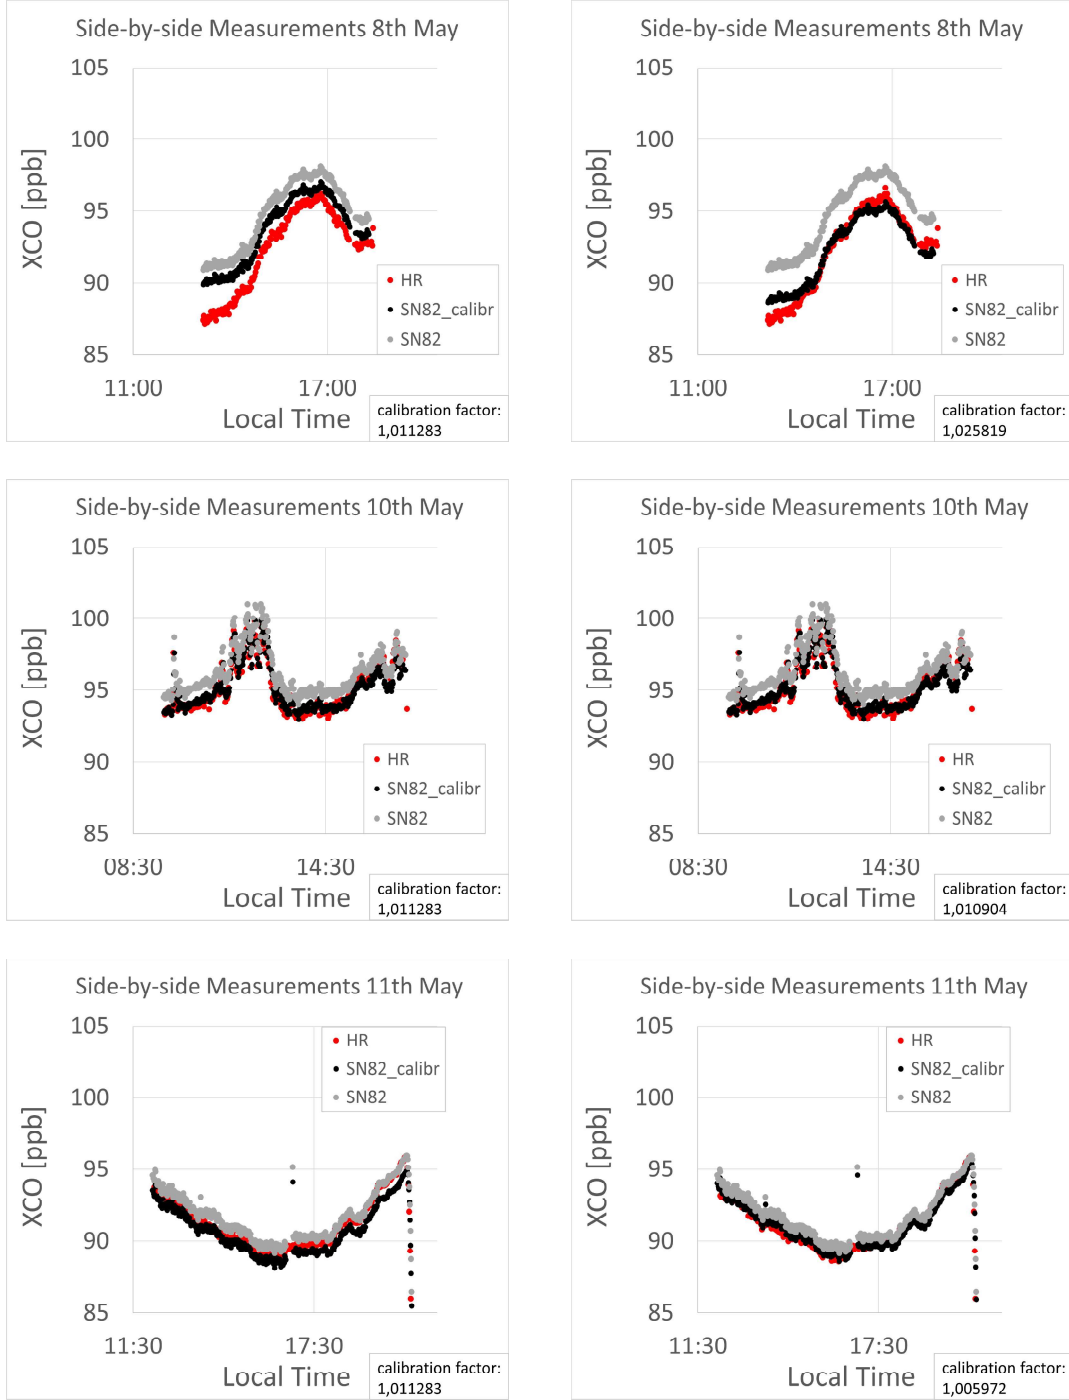 Side-by-side Measurements 8th May
105
100
95
90
85
XCO [ppb]
HR
SN82_calibr
SN82
11:00 17:00
Local Time
calibration factor:
1,011283
Side-by-side Measurements 8th May
105
100
95
90
85
XCO [ppb]
HR
SN82_calibr
SN82
11:00 17:00
Local Time
calibration factor:
1,025819
Side-by-side Measurements 10th May
105
100
95
90
85
XCO [ppb]
HR
SN82_calibr
SN82
08:30 14:30
Local Time
calibration factor:
1,011283
Side-by-side Measurements 10th May
105
100
95
90
85
XCO [ppb]
HR
SN82_calibr
SN82
08:30 14:30
Local Time
calibration factor:
1,010904
Side-by-side Measurements 11th May
105
100
95
90
85
XCO [ppb]
HR
SN82_calibr
SN82
11:30 17:30
Local Time
calibration factor:
1,011283
Side-by-side Measurements 11th May
105
100
95
90
85
XCO [ppb]
HR
SN82_calibr
SN82
11:30 17:30
Local Time
calibration factor:
1,005972